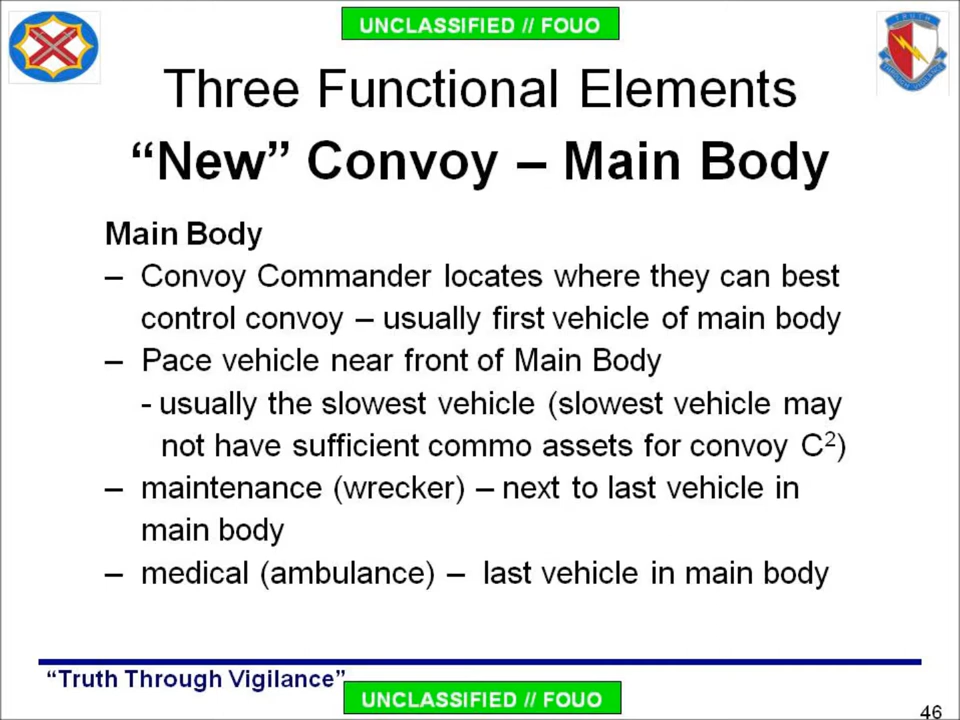 UNCLASSIFIED // FOUO
TRUTH
THROUGH VIGILANCE
Three Functional Elements
“New” Convoy – Main Body
Main Body
– Convoy Commander locates where they can best
control convoy – usually first vehicle of main body
– Pace vehicle near front of Main Body
- usually the slowest vehicle (slowest vehicle may
not have sufficient commo assets for convoy C²)
– maintenance (wrecker) – next to last vehicle in
main body
– medical (ambulance) – last vehicle in main body
“Truth Through Vigilance”
UNCLASSIFIED // FOUO
46